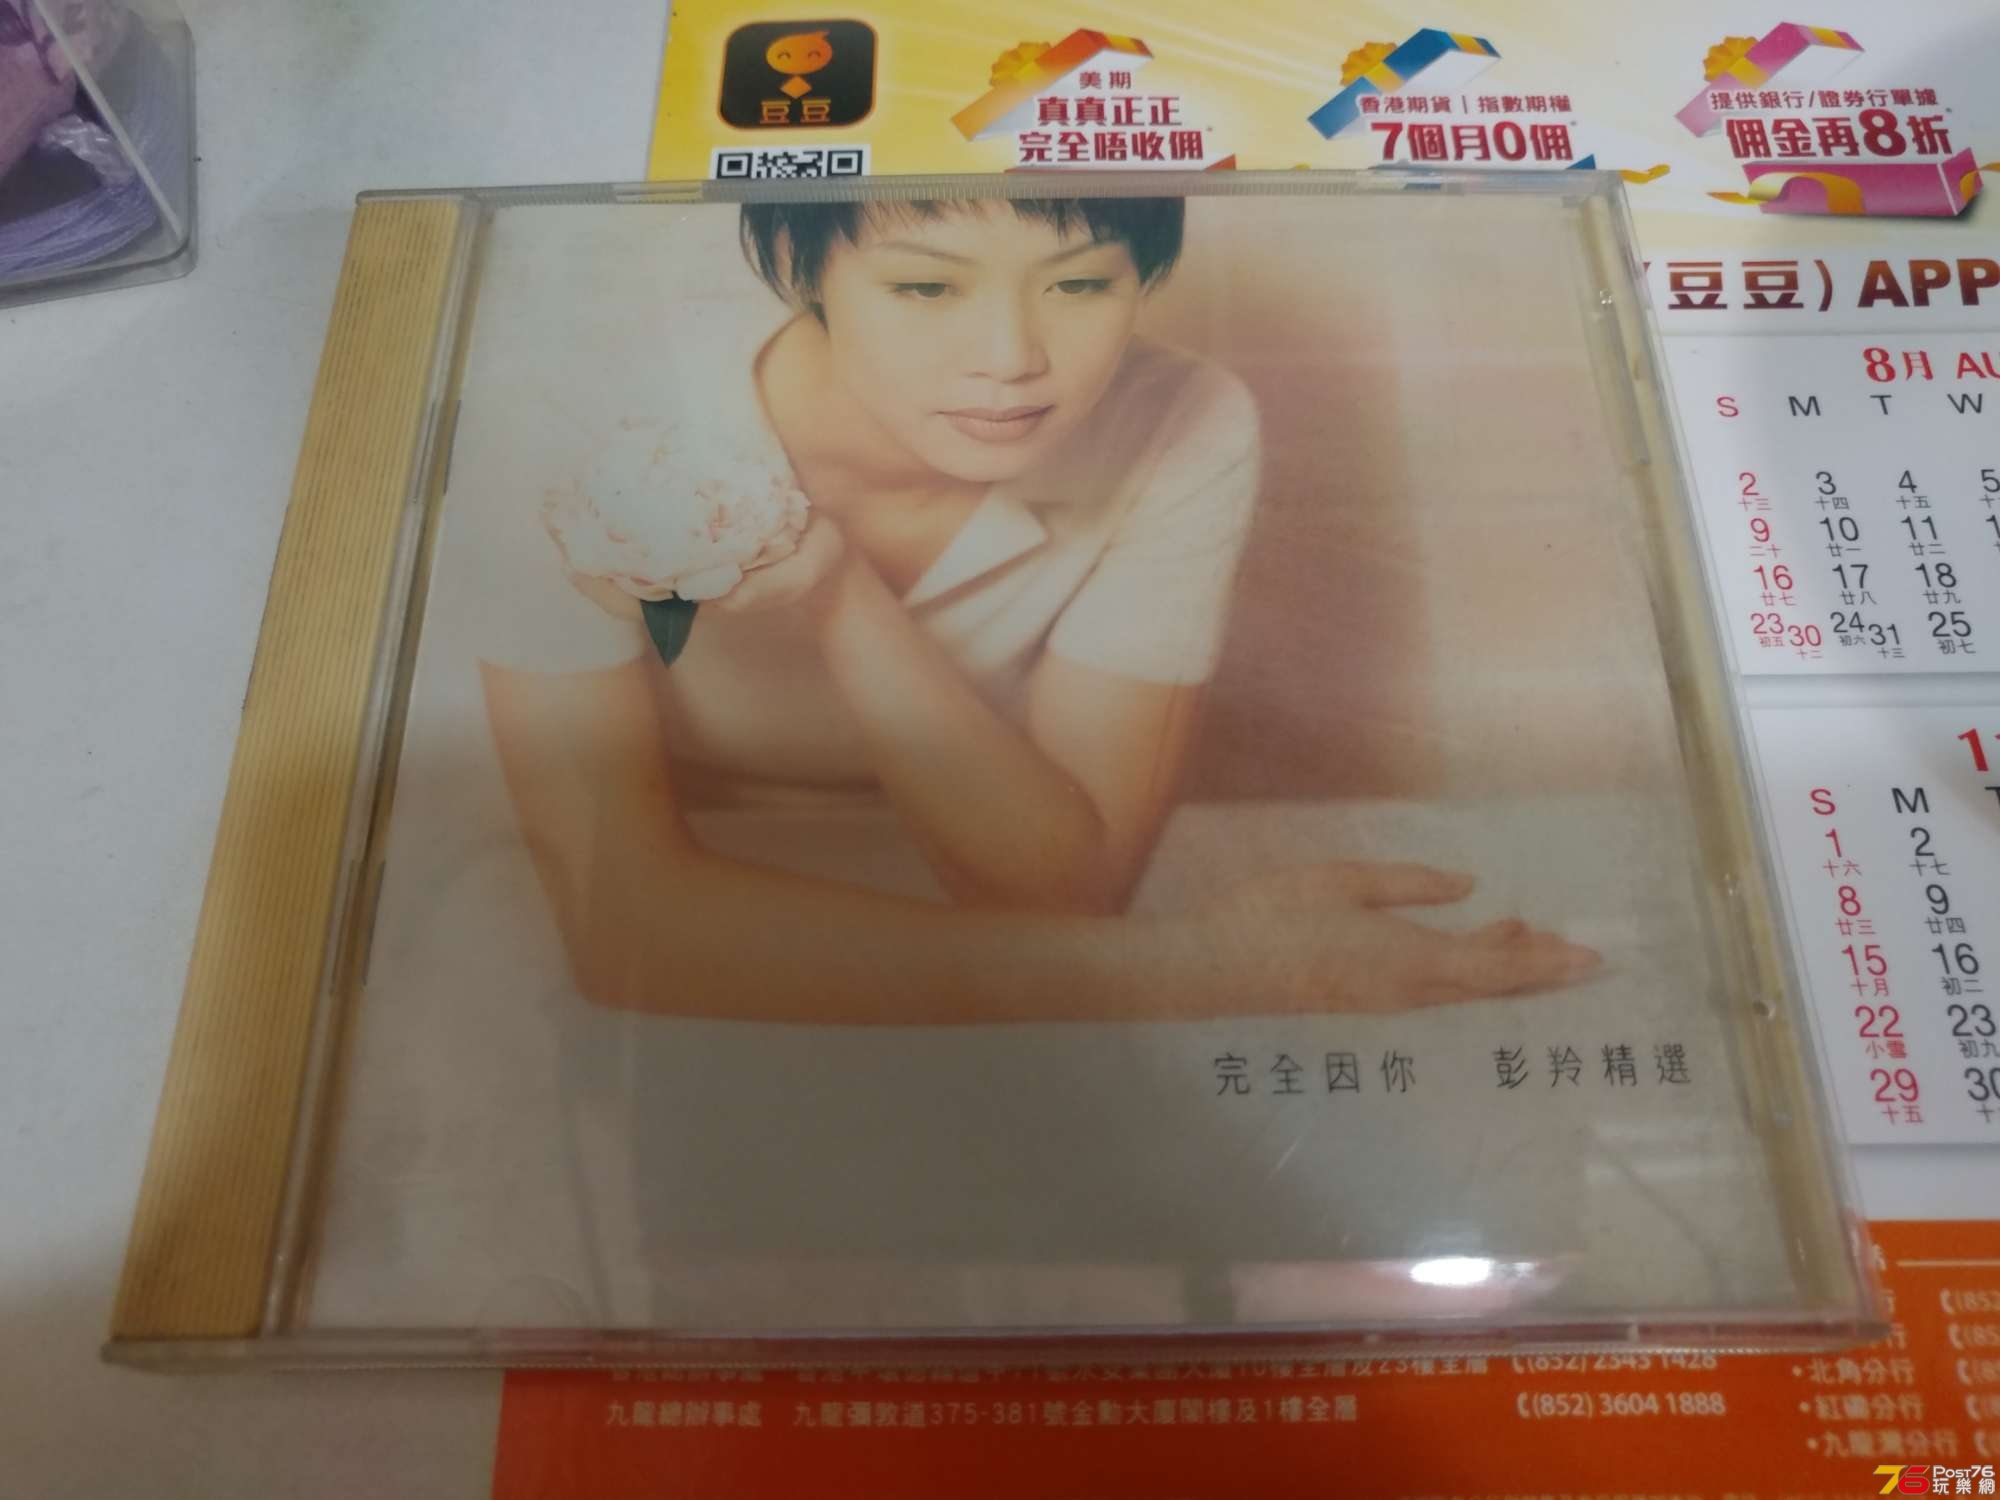 豆豆
美期
真真正正
完全唔收佣*
香港期貨 | 指數期權
7個月0佣*
提供銀行/證券行單據*
佣金再8折
(豆豆) APP
8月 AU
S M T W
2 3 4 5
十三 十四 十五
9 10 11
二十 廿一 廿二
16 17 18
廿七 廿八 廿九
23 30 24 31 25
初五 十二 初六 十三 初七
S M
1 2
十六 十七
8 9
廿三 廿四
15 16
十月 初二
22 23
小雪 初九
29 30
十五
完全因你 彭羚精選
(852) 2343 1428
九龍總辦事處 九龍彌敦道375-381號金勳大廈閣樓及1樓全層 (852) 3604 1888
•北角分行
•紅磡分行
•九龍灣分行
76 Post76
玩樂網